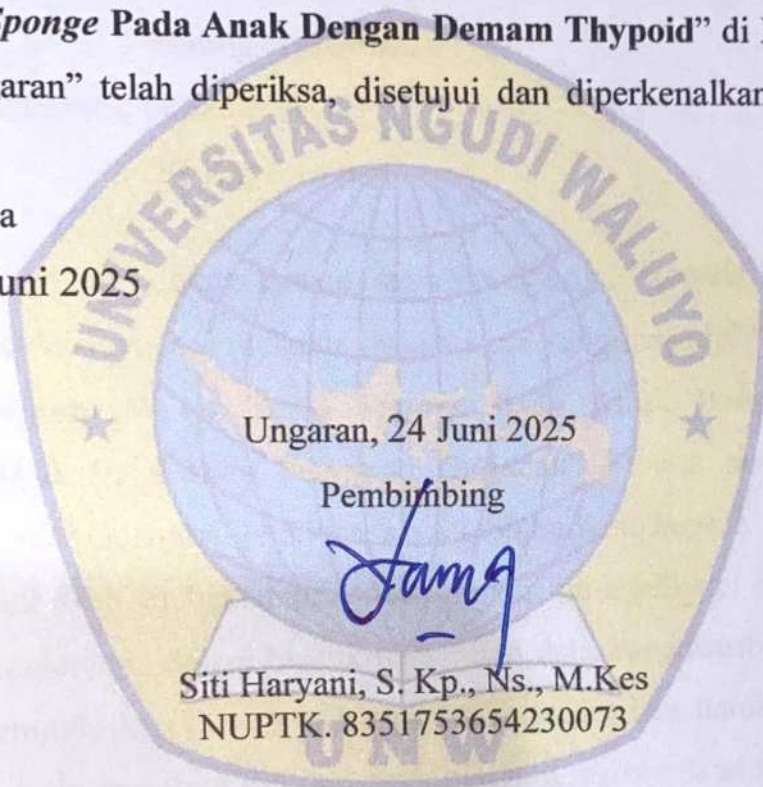 Sponge Pada Anak Dengan Demam Thypoid” di
aran” telah diperiksa, disetujui dan diperkenalkan
a
uni 2025
UNIVERSITAS NGUDI WALUYO
Ungaran, 24 Juni 2025
Pembimbing
Siti Haryani, S. Kp., Ns., M.Kes
NUPTK. 8351753654230073
UNW